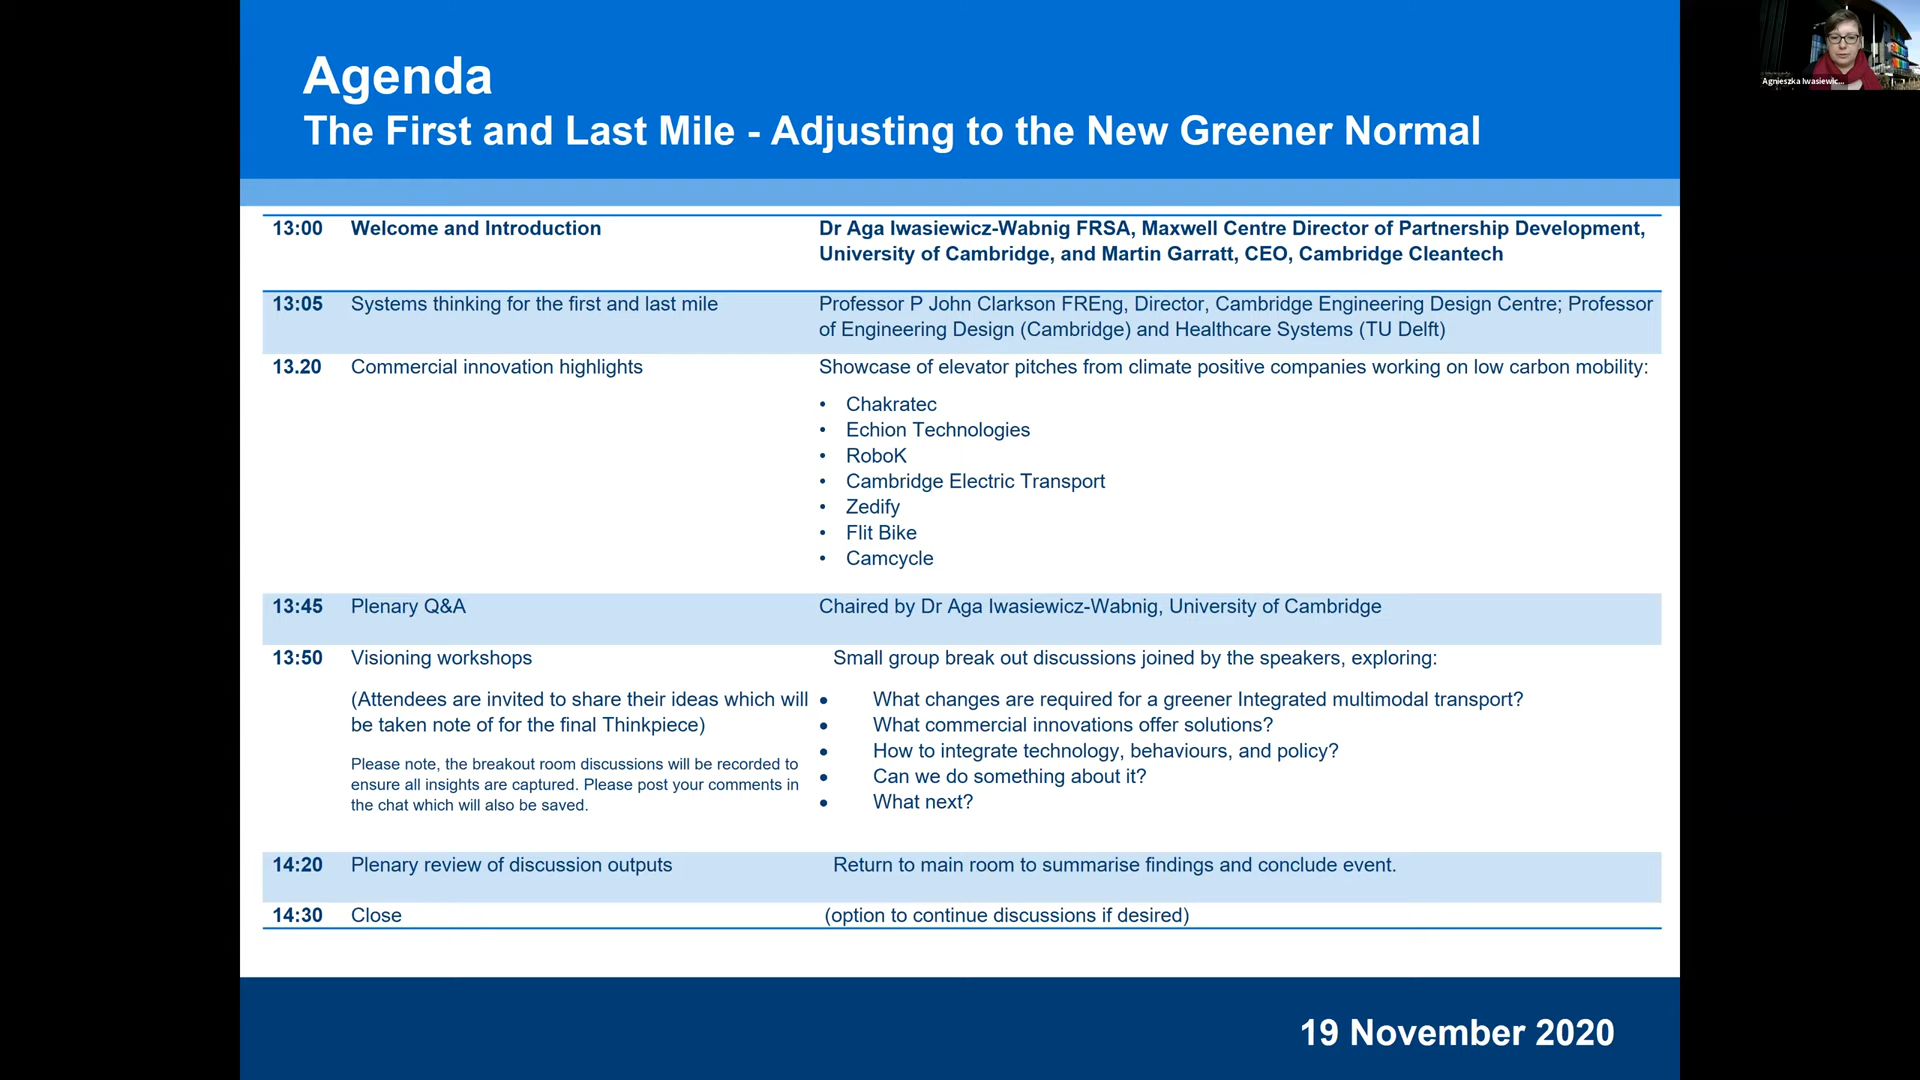 Agenda
The First and Last Mile - Adjusting to the New Greener Normal
Agnieszka Iwasiewic...
13:00 Welcome and Introduction Dr Aga Iwasiewicz-Wabnig FRSA, Maxwell Centre Director of Partnership Development,
University of Cambridge, and Martin Garratt, CEO, Cambridge Cleantech
13:05 Systems thinking for the first and last mile Professor P John Clarkson FREng, Director, Cambridge Engineering Design Centre; Professor
of Engineering Design (Cambridge) and Healthcare Systems (TU Delft)
13.20 Commercial innovation highlights Showcase of elevator pitches from climate positive companies working on low carbon mobility:
• Chakratec
• Echion Technologies
• RoboK
• Cambridge Electric Transport
• Zedify
• Flit Bike
• Camcycle
13:45 Plenary Q&A Chaired by Dr Aga Iwasiewicz-Wabnig, University of Cambridge
13:50 Visioning workshops Small group break out discussions joined by the speakers, exploring:
(Attendees are invited to share their ideas which will
be taken note of for the final Thinkpiece)
Please note, the breakout room discussions will be recorded to
ensure all insights are captured. Please post your comments in
the chat which will also be saved.
• What changes are required for a greener Integrated multimodal transport?
• What commercial innovations offer solutions?
• How to integrate technology, behaviours, and policy?
• Can we do something about it?
• What next?
14:20 Plenary review of discussion outputs Return to main room to summarise findings and conclude event.
14:30 Close (option to continue discussions if desired)
19 November 2020